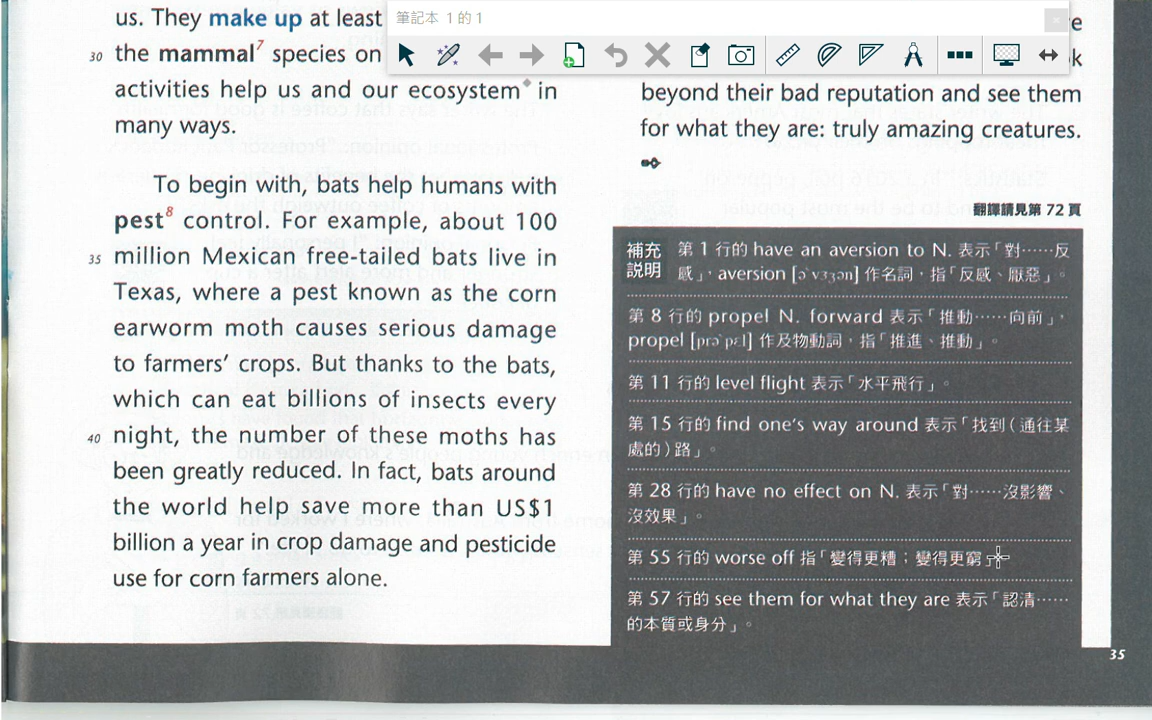 us. They make up at least
30 the mammal7 species on
activities help us and our ecosystem◆ in
many ways.
To begin with, bats help humans with
pest8 control. For example, about 100
35 million Mexican free-tailed bats live in
Texas, where a pest known as the corn
earworm moth causes serious damage
to farmers' crops. But thanks to the bats,
which can eat billions of insects every
40 night, the number of these moths has
been greatly reduced. In fact, bats around
the world help save more than US$1
billion a year in crop damage and pesticide
use for corn farmers alone.
筆記本 1 的 1
beyond their bad reputation and see them
for what they are: truly amazing creatures.
翻譯請見第 72 頁
補充
說明
第 1 行的 have an aversion to N. 表示「對……反
感」，aversion [əˋvɝʒən] 作名詞，指「反感、厭惡」。
第 8 行的 propel N. forward 表示「推動……向前」，
propel [prəˋpɛl] 作及物動詞，指「推進、推動」。
第 11 行的 level flight 表示「水平飛行」。
第 15 行的 find one's way around 表示「找到（通往某
處的）路」。
第 28 行的 have no effect on N. 表示「對……沒影響、
沒效果」。
第 55 行的 worse off 指「變得更糟；變得更窮」
第 57 行的 see them for what they are 表示「認清……
的本質或身分」。
35